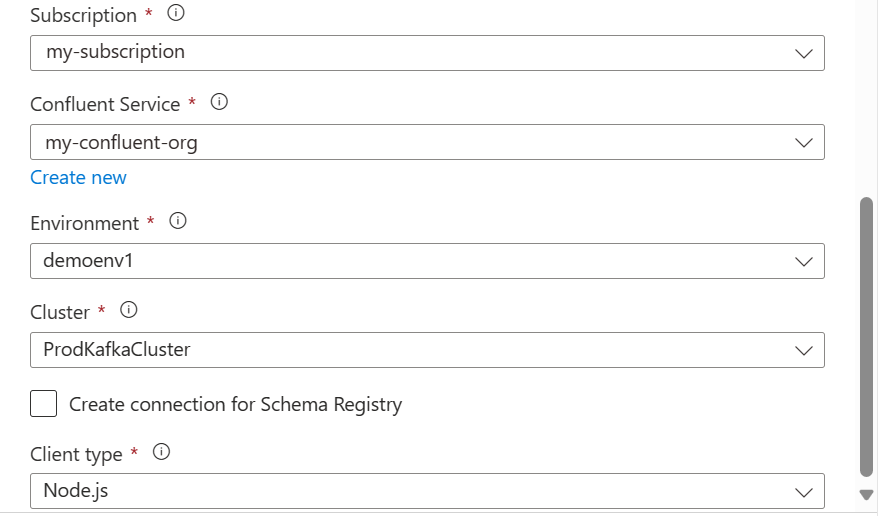 Subscription *
my-subscription
Confluent Service *
my-confluent-org
Create new
Environment *
demoenv1
Cluster *
ProdKafkaCluster
Create connection for Schema Registry
Client type *
Node.js